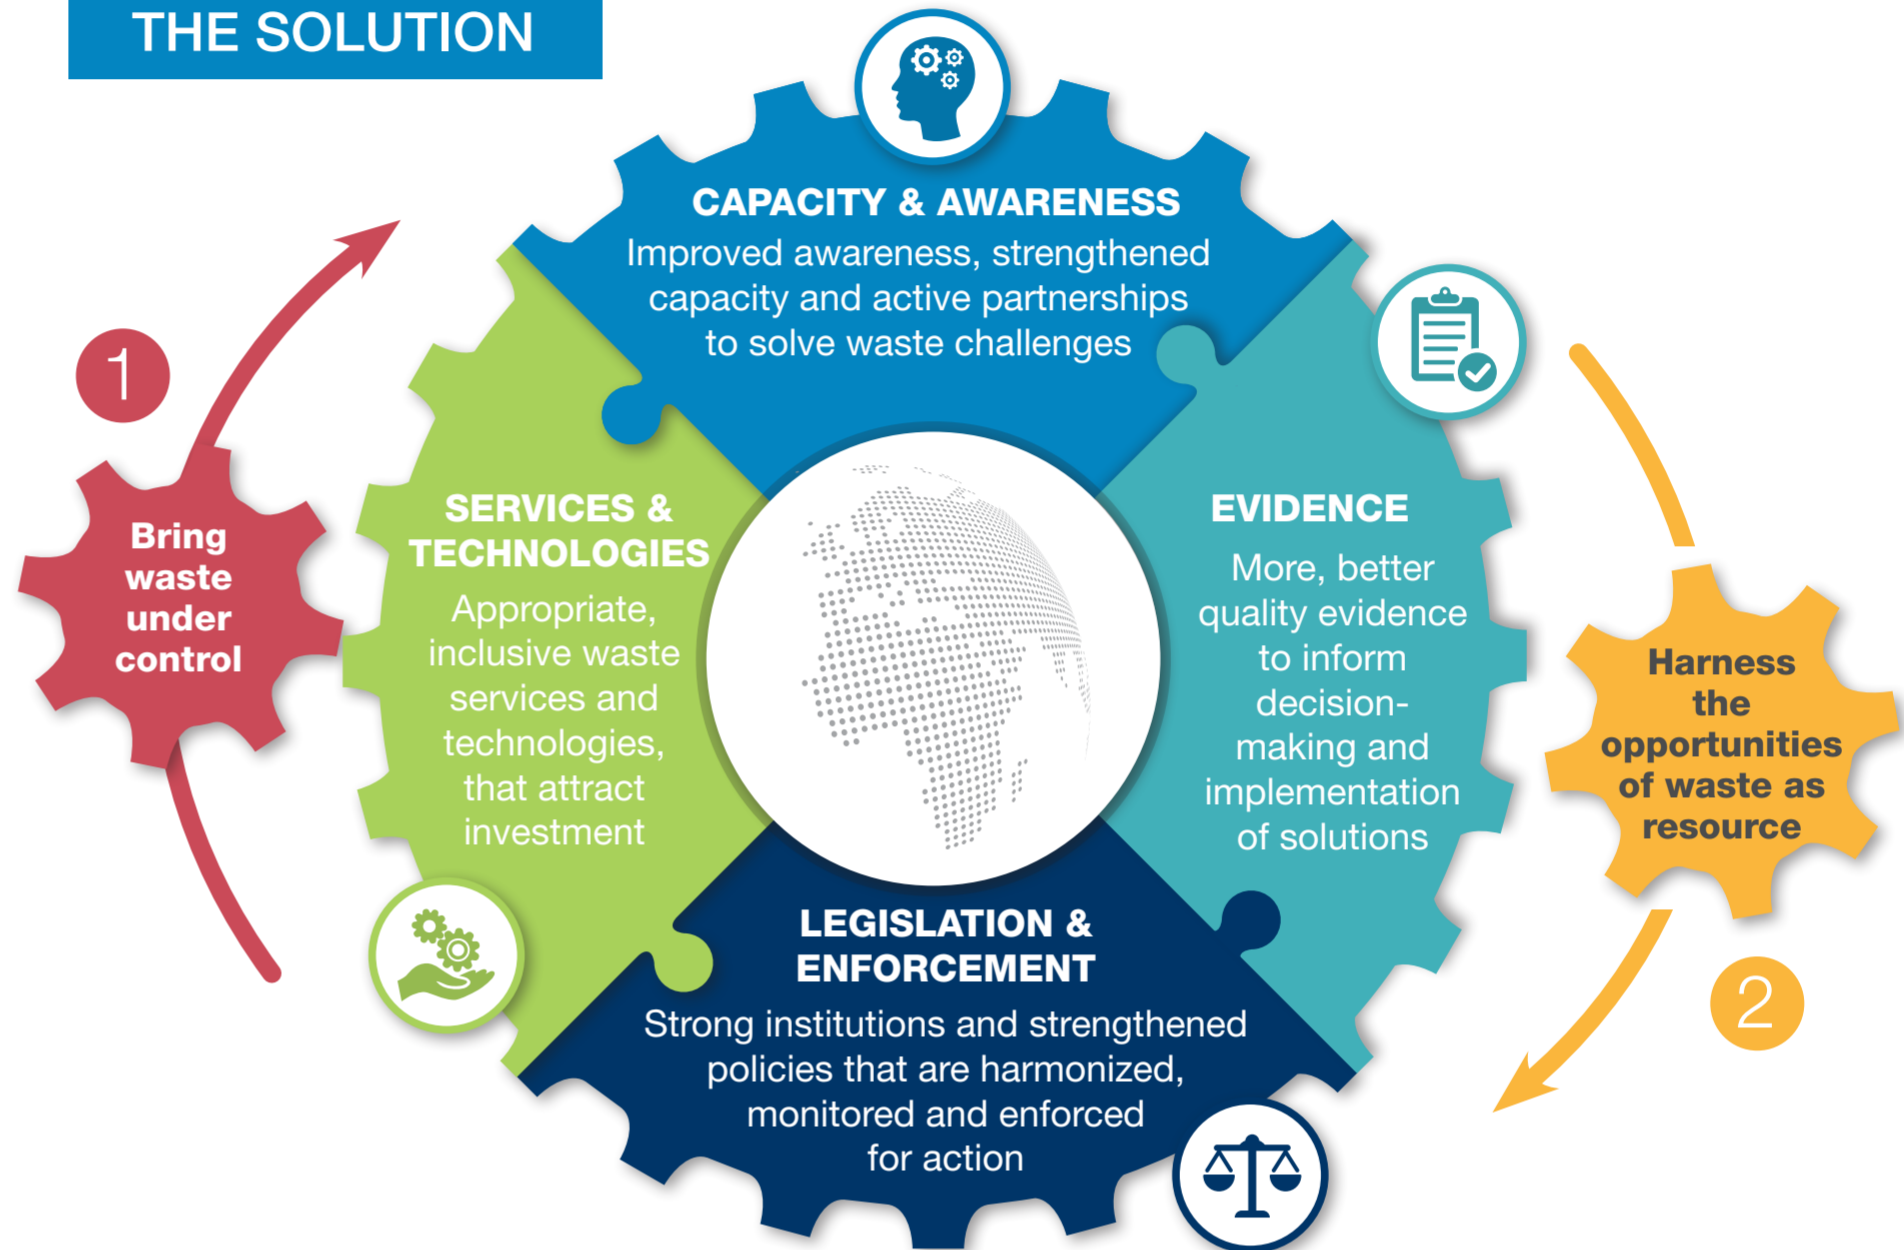 THE SOLUTION
CAPACITY & AWARENESS
Improved awareness, strengthened
capacity and active partnerships
to solve waste challenges
1
Bring
waste
under
control
SERVICES &
TECHNOLOGIES
Appropriate,
inclusive waste
services and
technologies,
that attract
investment
EVIDENCE
More, better
quality evidence
to inform
decision-
making and
implementation
of solutions
Harness
the
opportunities
of waste as
resource
2
LEGISLATION &
ENFORCEMENT
Strong institutions and strengthened
policies that are harmonized,
monitored and enforced
for action